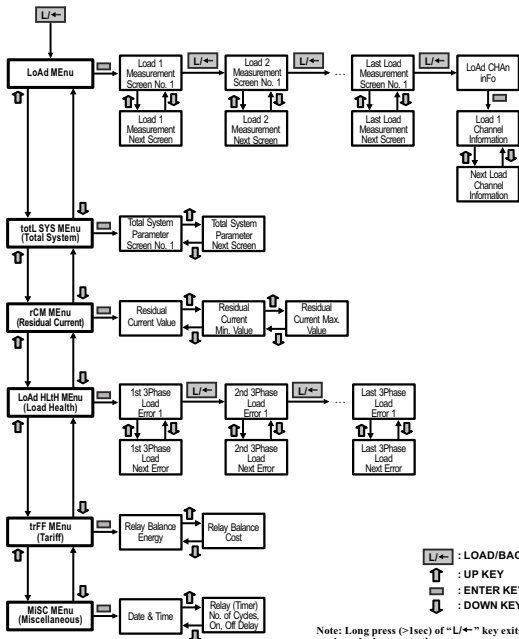 L/←
LoAd MEnu
Load 1
Measurement
Screen No. 1
L/←
Load 2
Measurement
Screen No. 1
L/←
...
Last Load
Measurement
Screen No. 1
L/←
LoAd CHAn
inFo
Load 1
Measurement
Next Screen
Load 2
Measurement
Next Screen
Last Load
Measurement
Next Screen
Load 1
Channel
Information
Next Load
Channel
Information
totL SYS MEnu
(Total System)
Total System
Parameter
Screen No. 1
Total System
Parameter
Next Screen
rCM MEnu
(Residual Current)
Residual
Current Value
Residual
Current
Min. Value
Residual
Current Max.
Value
LoAd HLtH MEnu
(Load Health)
1st 3Phase
Load
Error 1
L/←
2nd 3Phase
Load
Error 1
L/←
...
Last 3Phase
Load
Error 1
1st 3Phase
Load
Next Error
2nd 3Phase
Load
Next Error
Last 3Phase
Load
Next Error
trFF MEnu
(Tariff)
Relay Balance
Energy
Relay Balance
Cost
MiSC MEnu
(Miscellaneous)
Date & Time
Relay (Timer)
No. of Cycles,
On, Off Delay
L/← : LOAD/BAC
: UP KEY
: ENTER KE
: DOWN KEY
Note: Long press (>1sec) of "L/←" key exit